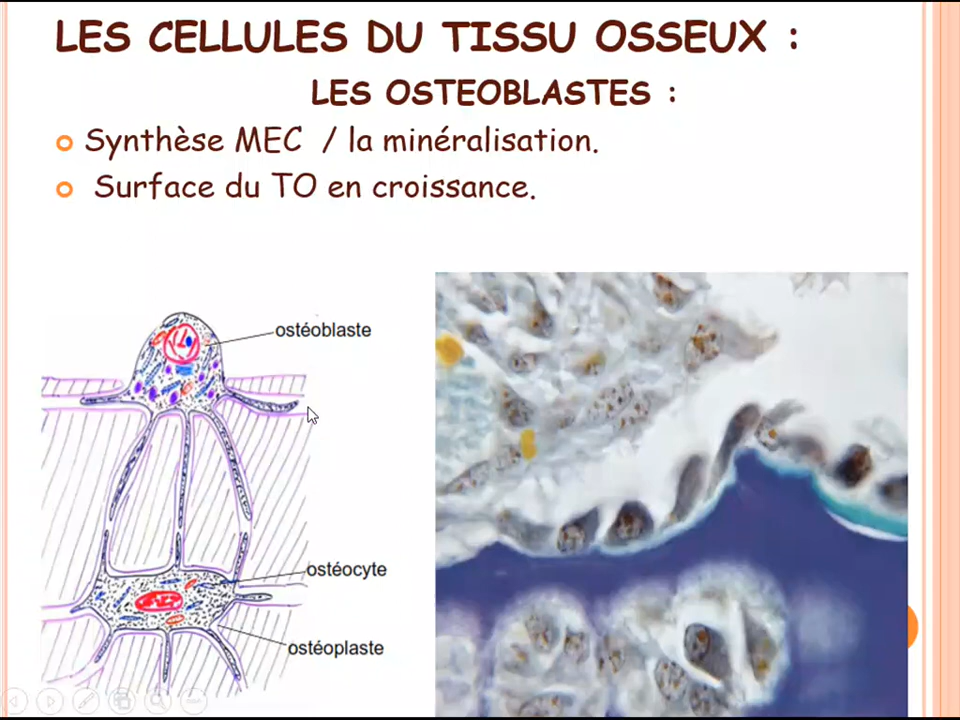 LES CELLULES DU TISSU OSSEUX :
LES OSTEOBLASTES :
Synthèse MEC / la minéralisation.
Surface du TO en croissance.
ostéoblaste
ostéocyte
ostéoplaste